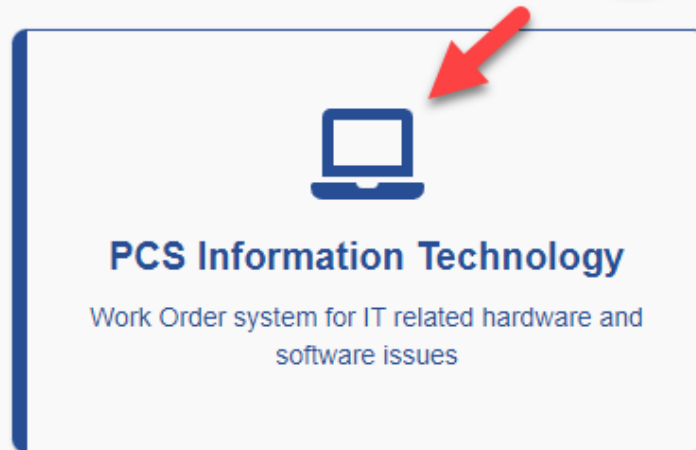 PCS Information Technology
Work Order system for IT related hardware and
software issues